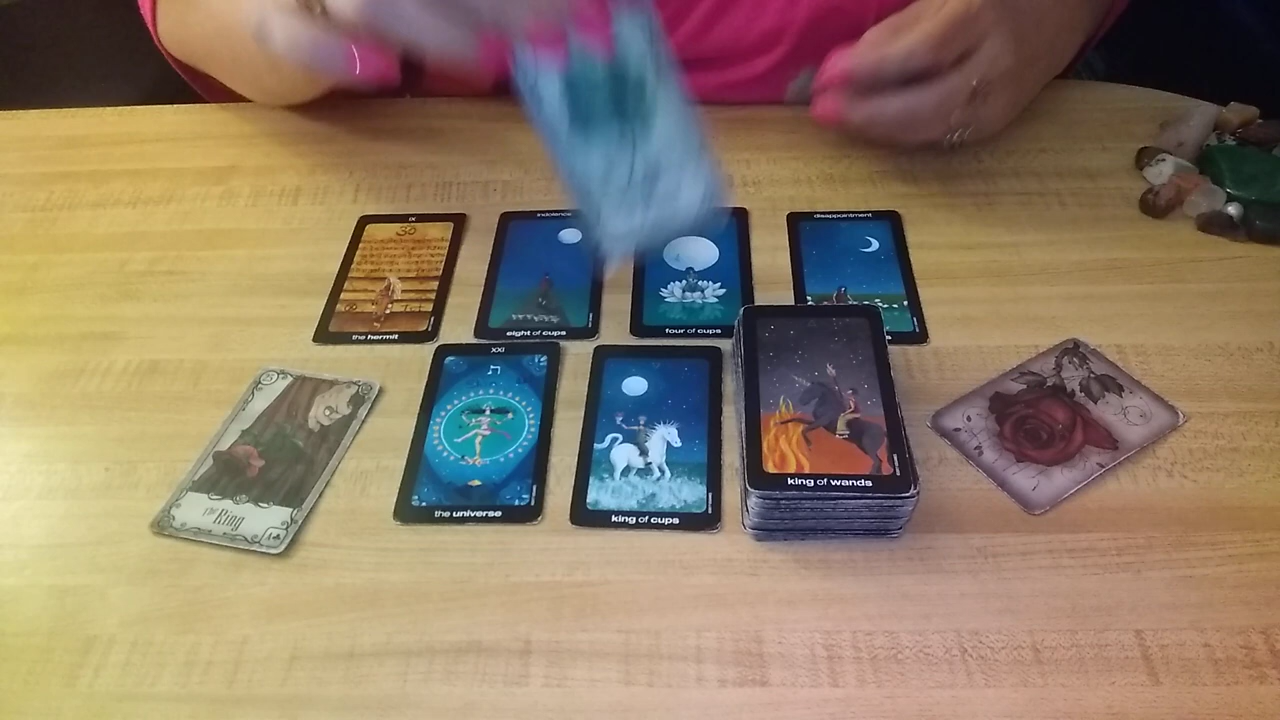 IX
the hermit
indolence
eight of cups
four of cups
disappointment
25
The Ring
XXI
ת
the universe
king of cups
king of wands